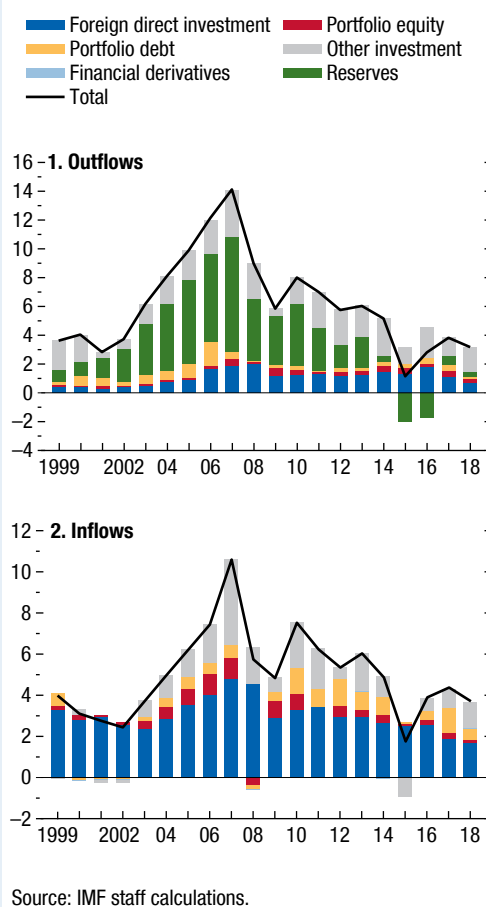 Foreign direct investment Portfolio equity
Portfolio debt Other investment
Financial derivatives Reserves
Total
1. Outflows
16
14
12
10
8
6
4
2
0
−2
−4
1999 2002 04 06 08 10 12 14 16 18
2. Inflows
12
10
8
6
4
2
0
−2
1999 2002 04 06 08 10 12 14 16 18
Source: IMF staff calculations.